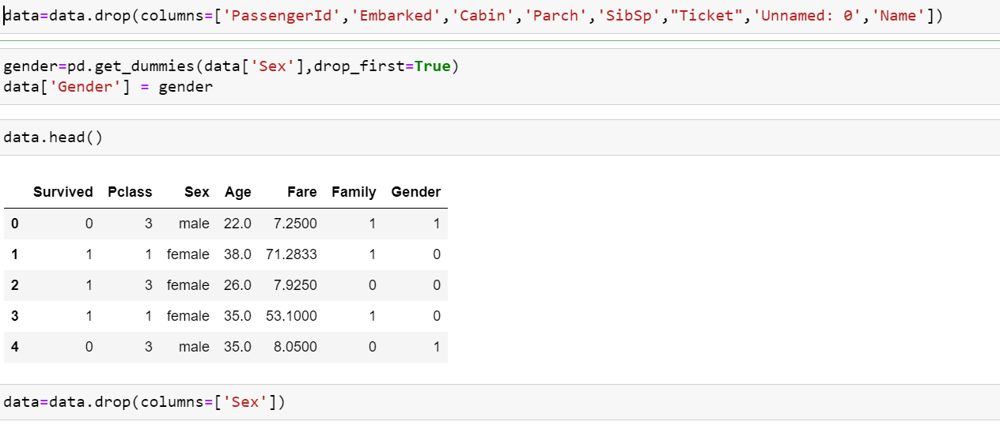 data=data.drop(columns=['PassengerId','Embarked','Cabin','Parch','SibSp',"Ticket",'Unnamed: 0','Name'])
gender=pd.get_dummies(data['Sex'],drop_first=True)
data['Gender'] = gender
data.head()
Survived Pclass Sex Age Fare Family Gender
0 0 3 male 22.0 7.2500 1 1
1 1 1 female 38.0 71.2833 1 0
2 1 3 female 26.0 7.9250 0 0
3 1 1 female 35.0 53.1000 1 0
4 0 3 male 35.0 8.0500 0 1
data=data.drop(columns=['Sex'])